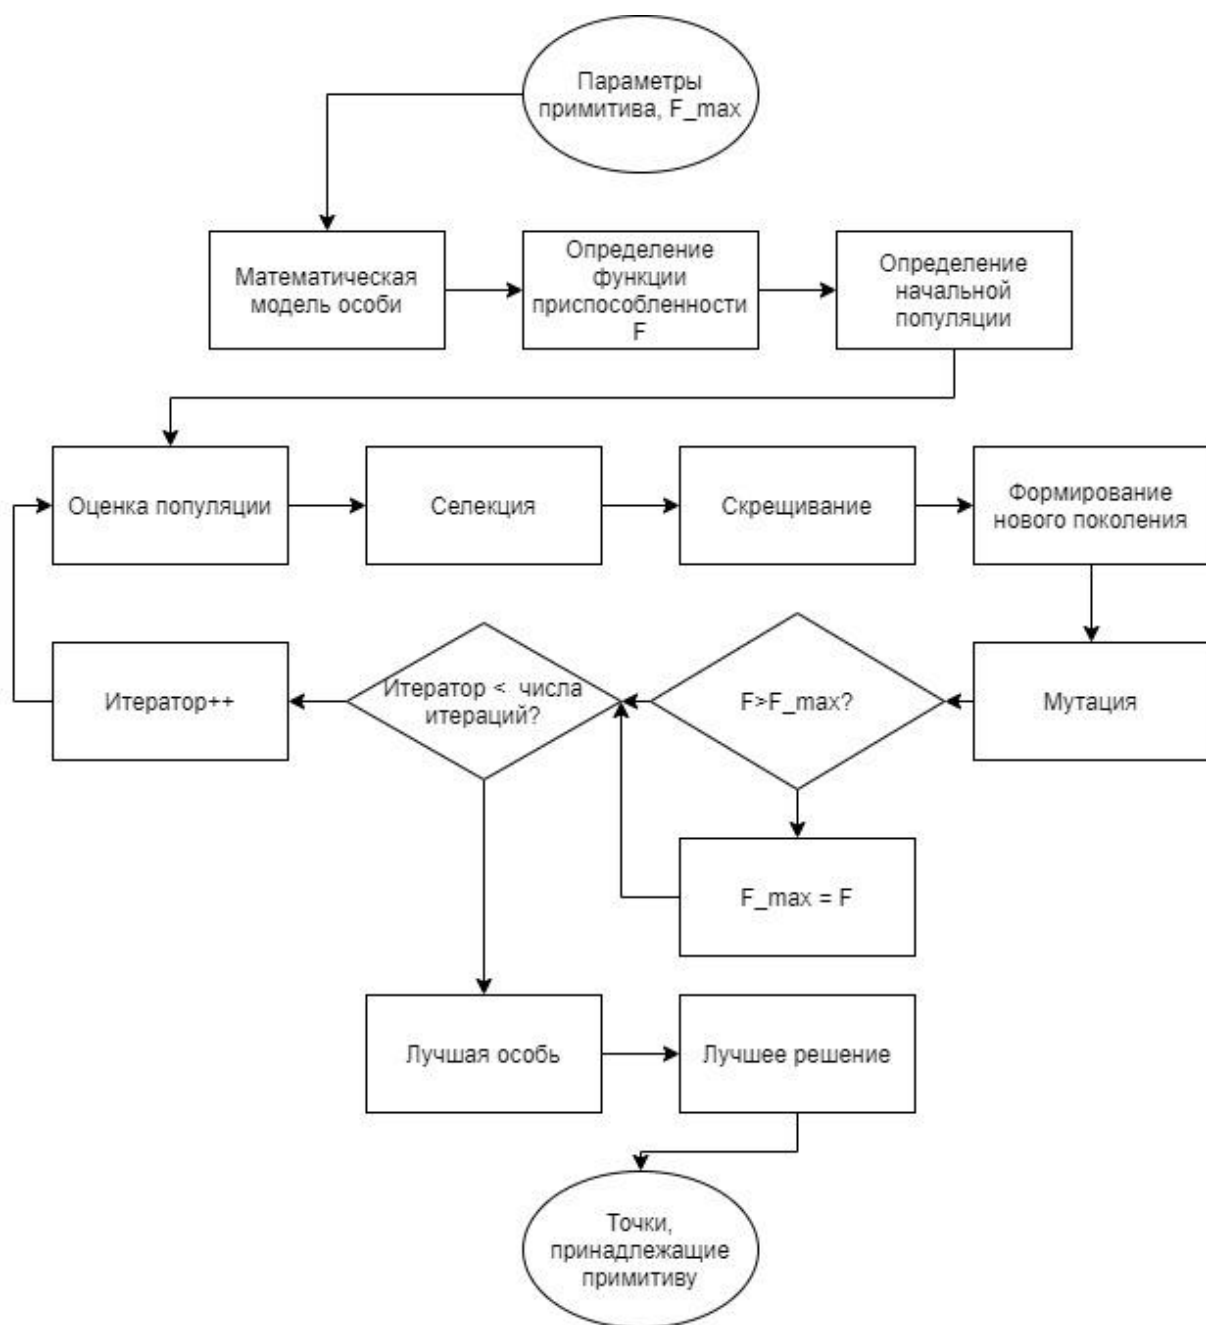 Параметры
примитива, F_max
Математическая
модель особи
Определение
функции
приспособленности
F
Определение
начальной
популяции
Оценка популяции
Селекция
Скрещивание
Формирование
нового поколения
Итератор++
Итератор < числа
итераций?
F>F_max?
Мутация
F_max = F
Лучшая особь
Лучшее решение
Точки,
принадлежащие
примитиву